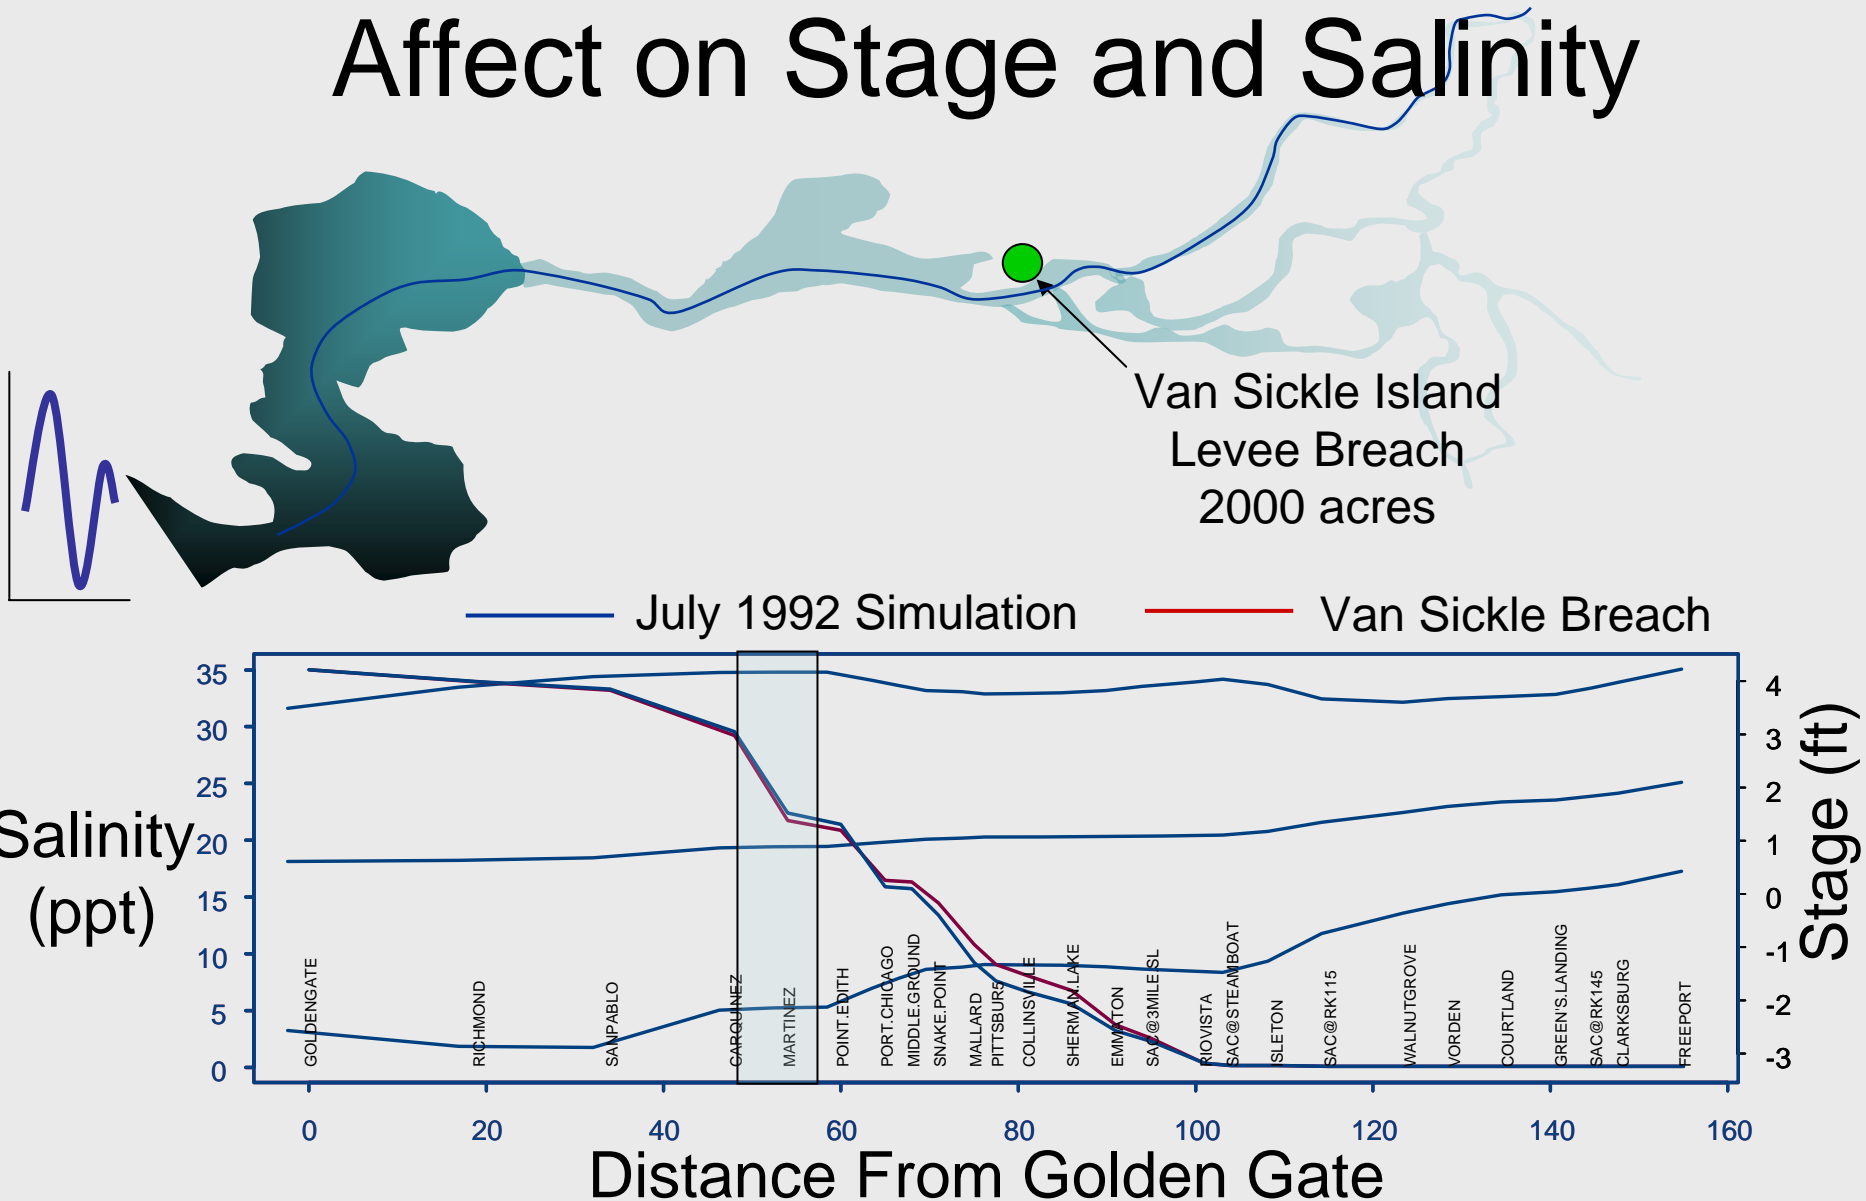 Affect on Stage and Salinity
Van Sickle Island
Levee Breach
2000 acres
July 1992 Simulation
Van Sickle Breach
35
30
25
20
15
10
5
0
Salinity
(ppt)
4
3
2
1
0
-1
-2
-3
Stage (ft)
GOLDENGATE
RICHMOND
SANPABLO
CARQUINEZ
MARTINEZ
POINT.EDITH
PORT.CHICAGO
MIDDLE.GROUND
SNAKE.POINT
MALLARD
PITTSBUR5
COLLINSVILLE
SHERMAN.LAKE
EMMATON
SAC@3MILE.SL
RIOVISTA
SAC@STEAMBOAT
ISLETON
SAC@RK115
WALNUTGROVE
VORDEN
COURTLAND
GREEN'S.LANDING
SAC@RK145
CLARKSBURG
FREEPORT
0 20 40 60 80 100 120 140 160
Distance From Golden Gate